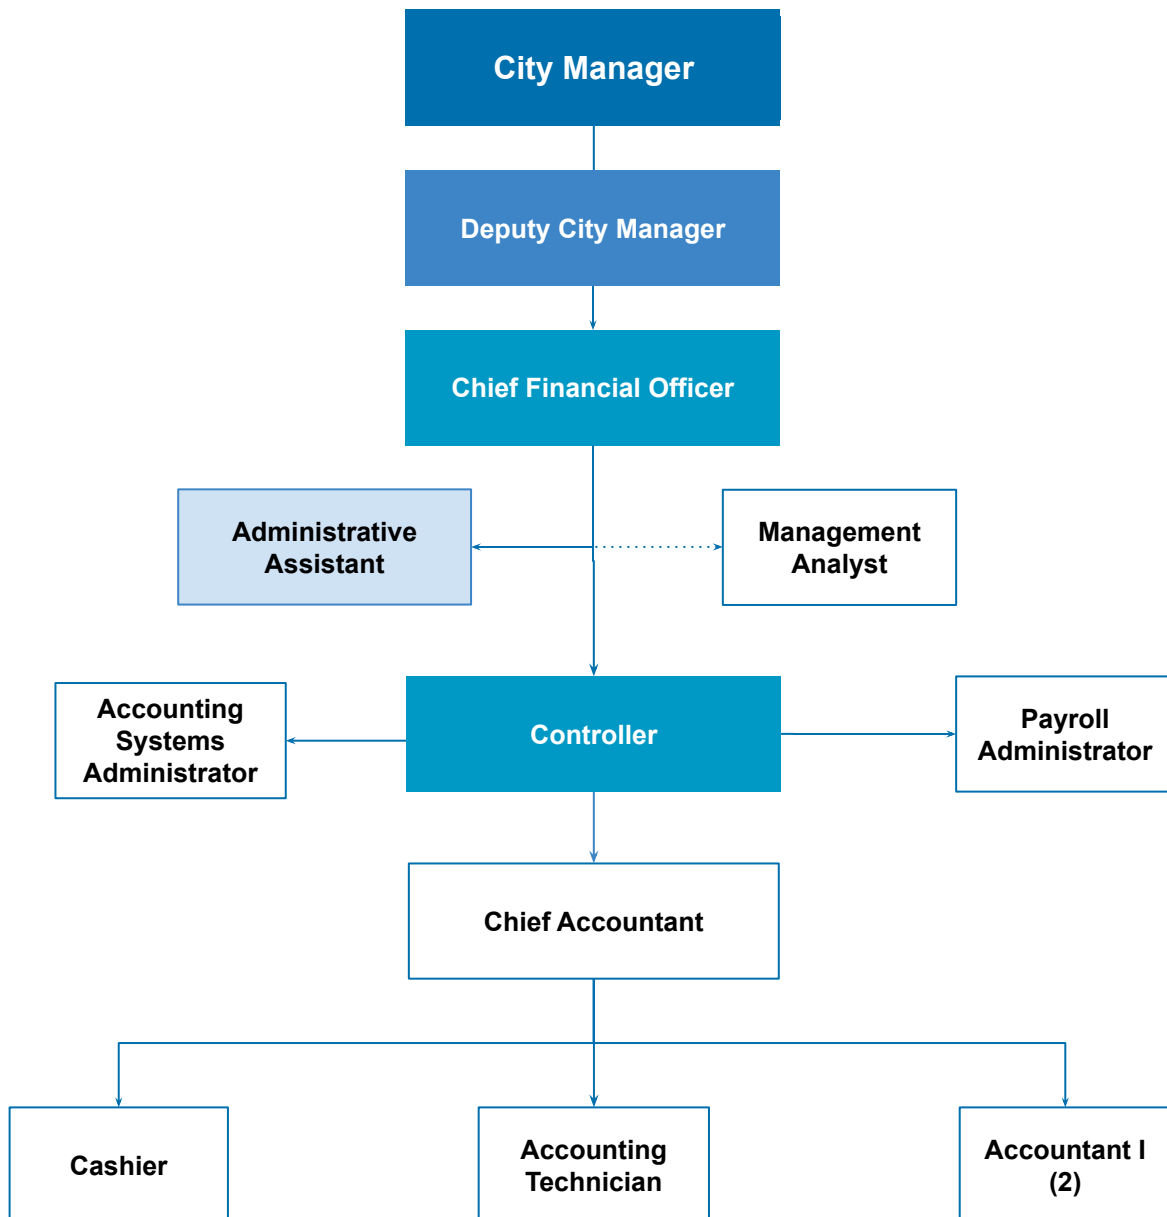 City Manager
Deputy City Manager
Chief Financial Officer
Administrative
Assistant
Management
Analyst
Accounting
Systems
Administrator
Controller
Payroll
Administrator
Chief Accountant
Cashier
Accounting
Technician
Accountant I
(2)